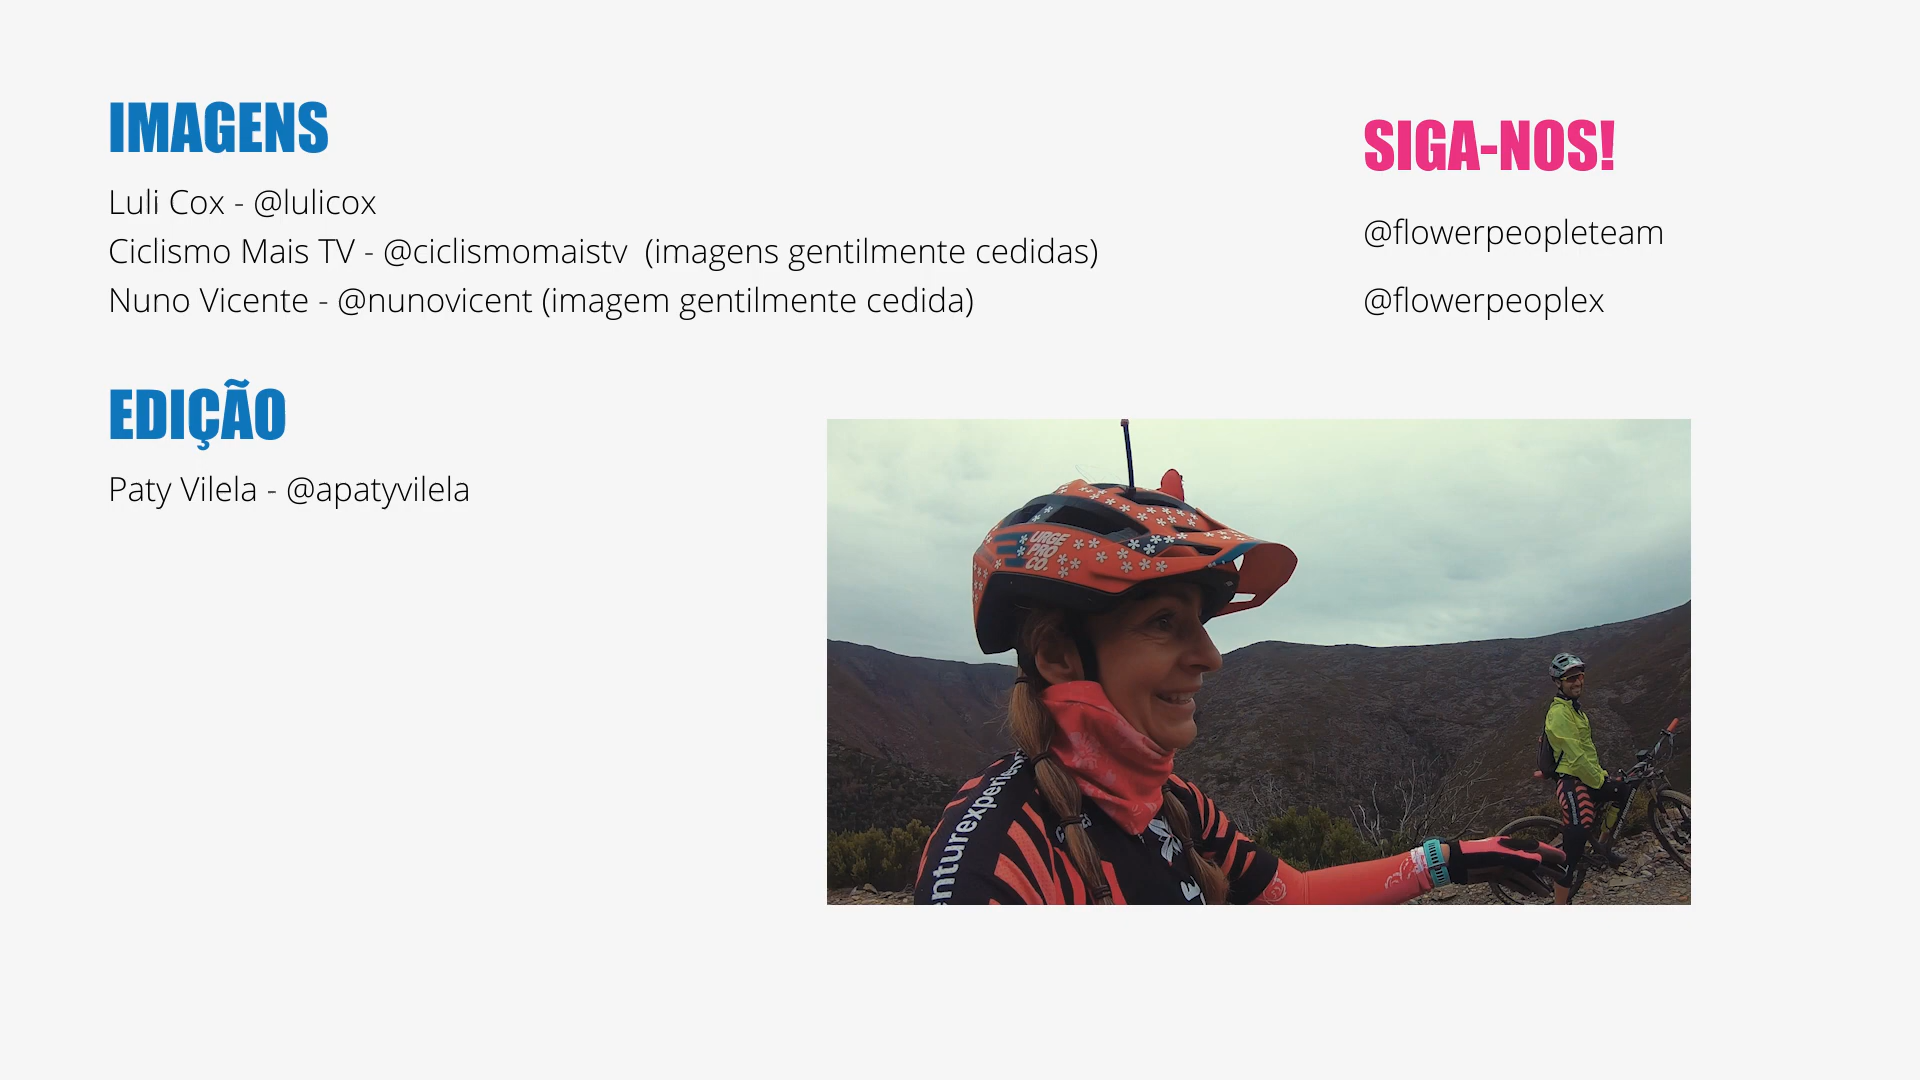 IMAGENS
Luli Cox - @lulicox
Ciclismo Mais TV - @ciclismomaistv (imagens gentilmente cedidas)
Nuno Vicente - @nunovicent (imagem gentilmente cedida)
EDIÇÃO
Paty Vilela - @apatyvilela
SIGA-NOS!
@flowerpeopleteam
@flowerpeoplex
URGE
PRO
CO.